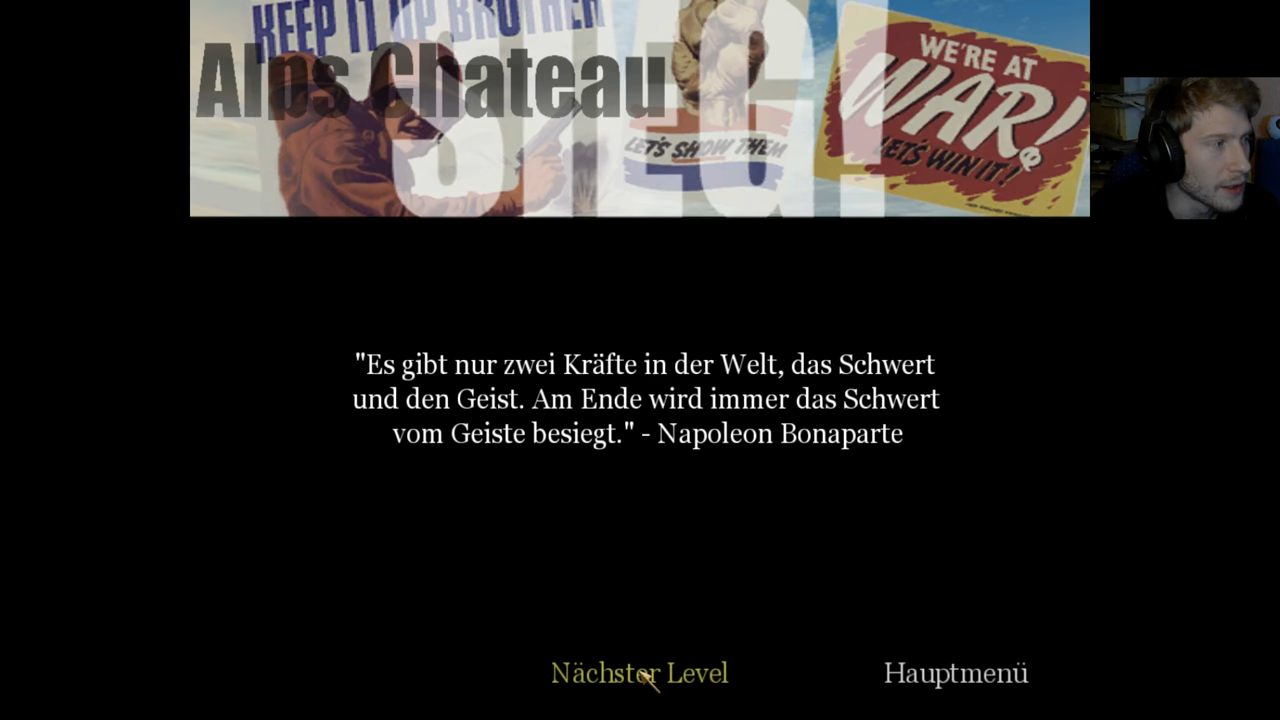 KEEP IT UP BROTHER
SIEG!
Alps Chateau
WE'RE AT
WAR!
LET'S SHOW THEM
LET'S WIN IT!
"Es gibt nur zwei Kräfte in der Welt, das Schwert
und den Geist. Am Ende wird immer das Schwert
vom Geiste besiegt." - Napoleon Bonaparte
Nächster Level
Hauptmenü